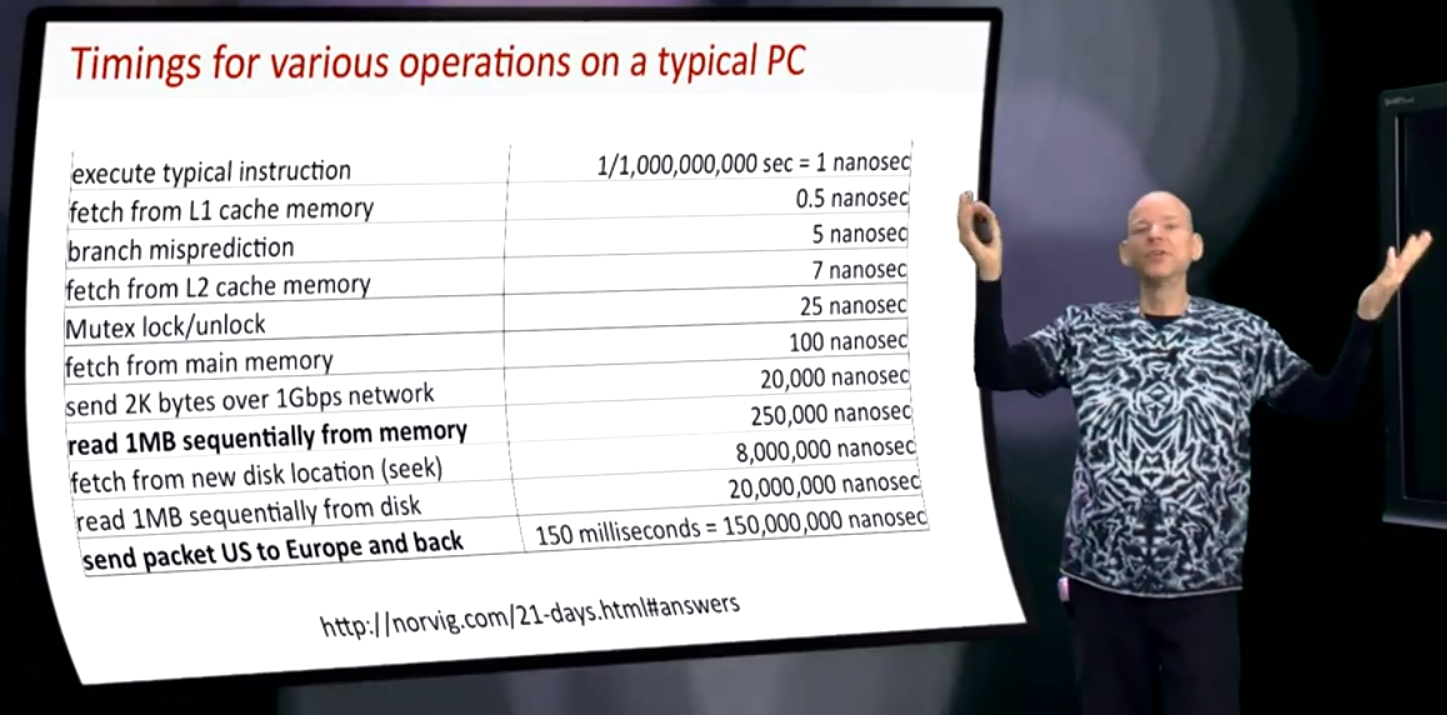 Timings for various operations on a typical PC
execute typical instruction 1/1,000,000,000 sec = 1 nanosec
fetch from L1 cache memory 0.5 nanosec
branch misprediction 5 nanosec
fetch from L2 cache memory 7 nanosec
Mutex lock/unlock 25 nanosec
fetch from main memory 100 nanosec
send 2K bytes over 1Gbps network 20,000 nanosec
read 1MB sequentially from memory 250,000 nanosec
fetch from new disk location (seek) 8,000,000 nanosec
read 1MB sequentially from disk 20,000,000 nanosec
send packet US to Europe and back 150 milliseconds = 150,000,000 nanosec
http://norvig.com/21-days.html#answers